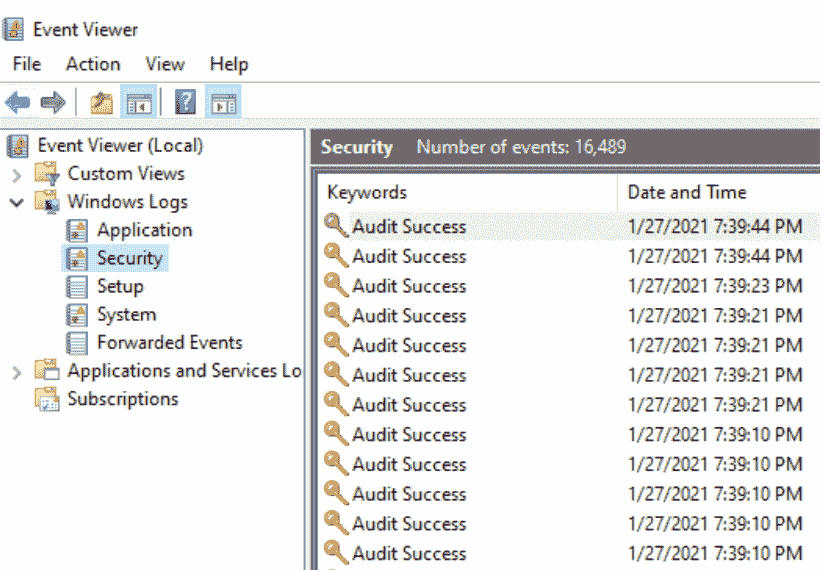 Event Viewer
File Action View Help
Event Viewer (Local)
Custom Views
Windows Logs
Application
Security
Setup
System
Forwarded Events
Applications and Services Lo
Subscriptions
Security Number of events: 16,489
Keywords Date and Time
Audit Success 1/27/2021 7:39:44 PM
Audit Success 1/27/2021 7:39:44 PM
Audit Success 1/27/2021 7:39:23 PM
Audit Success 1/27/2021 7:39:21 PM
Audit Success 1/27/2021 7:39:21 PM
Audit Success 1/27/2021 7:39:21 PM
Audit Success 1/27/2021 7:39:21 PM
Audit Success 1/27/2021 7:39:10 PM
Audit Success 1/27/2021 7:39:10 PM
Audit Success 1/27/2021 7:39:10 PM
Audit Success 1/27/2021 7:39:10 PM
Audit Success 1/27/2021 7:39:10 PM